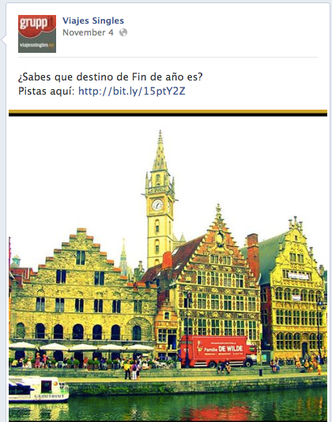 grupp
viajessingles.es
Viajes Singles
November 4
¿Sabes que destino de Fin de año es?
Pistas aquí: http://bit.ly/15ptY2Z
Familie DE WILDE